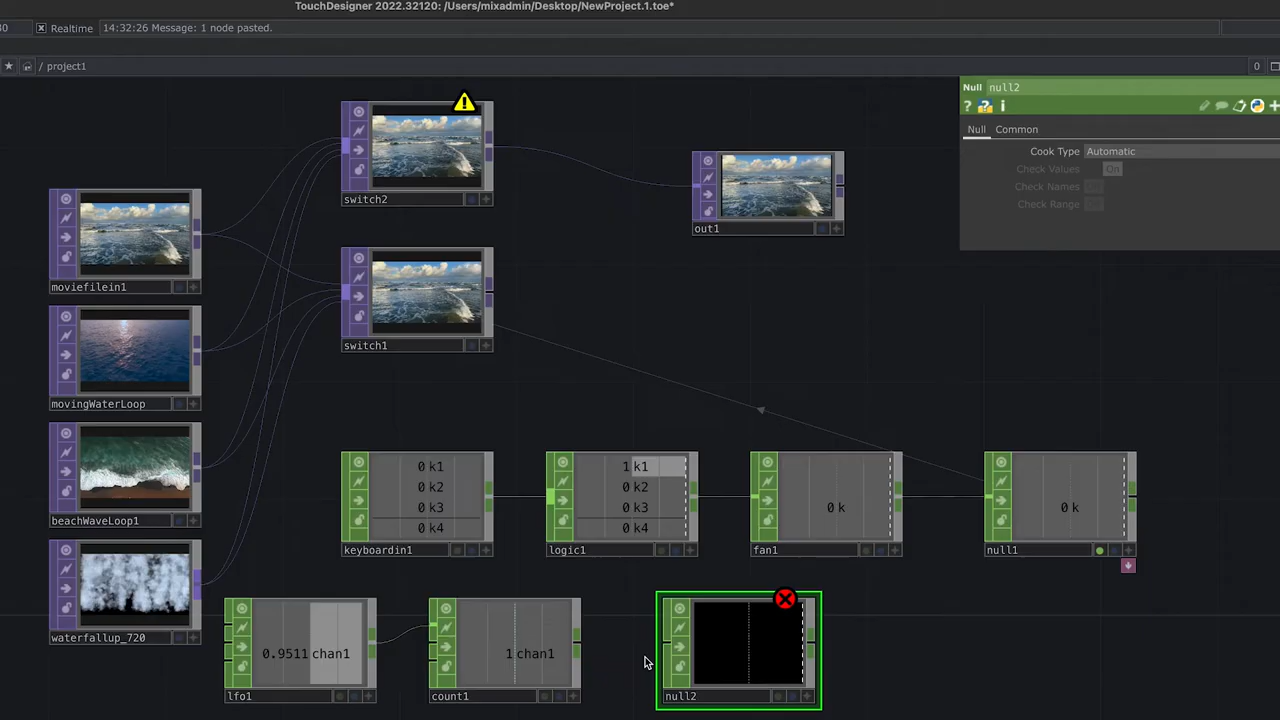 TouchDesigner 2022.32120: /Users/mixadmin/Desktop/NewProject.1.toe*
30 Realtime 14:32:26 Message: 1 node pasted.
/ project1 0
Null null2
? ? i
Null Common
Cook Type Automatic
Check Values On
Check Names
Check Range
switch2
out1
moviefilein1
switch1
movingWaterLoop
beachWaveLoop1
waterfallup_720
0 k1
0 k2
0 k3
0 k4
keyboardin1
1 k1
0 k2
0 k3
0 k4
logic1
0 k
fan1
0 k
null1
0.9511 chan1
lfo1
1 chan1
count1
null2